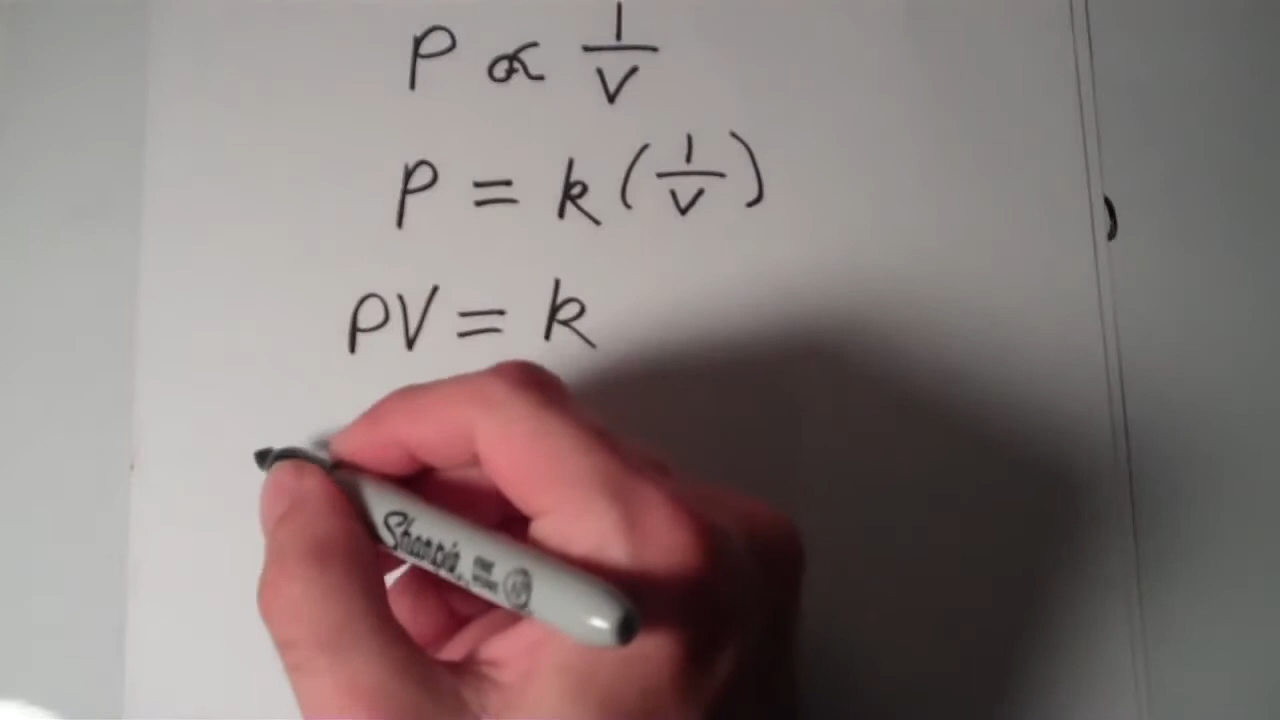 P ∝ 1/V
P = k(1/V)
PV = k
Sharpie